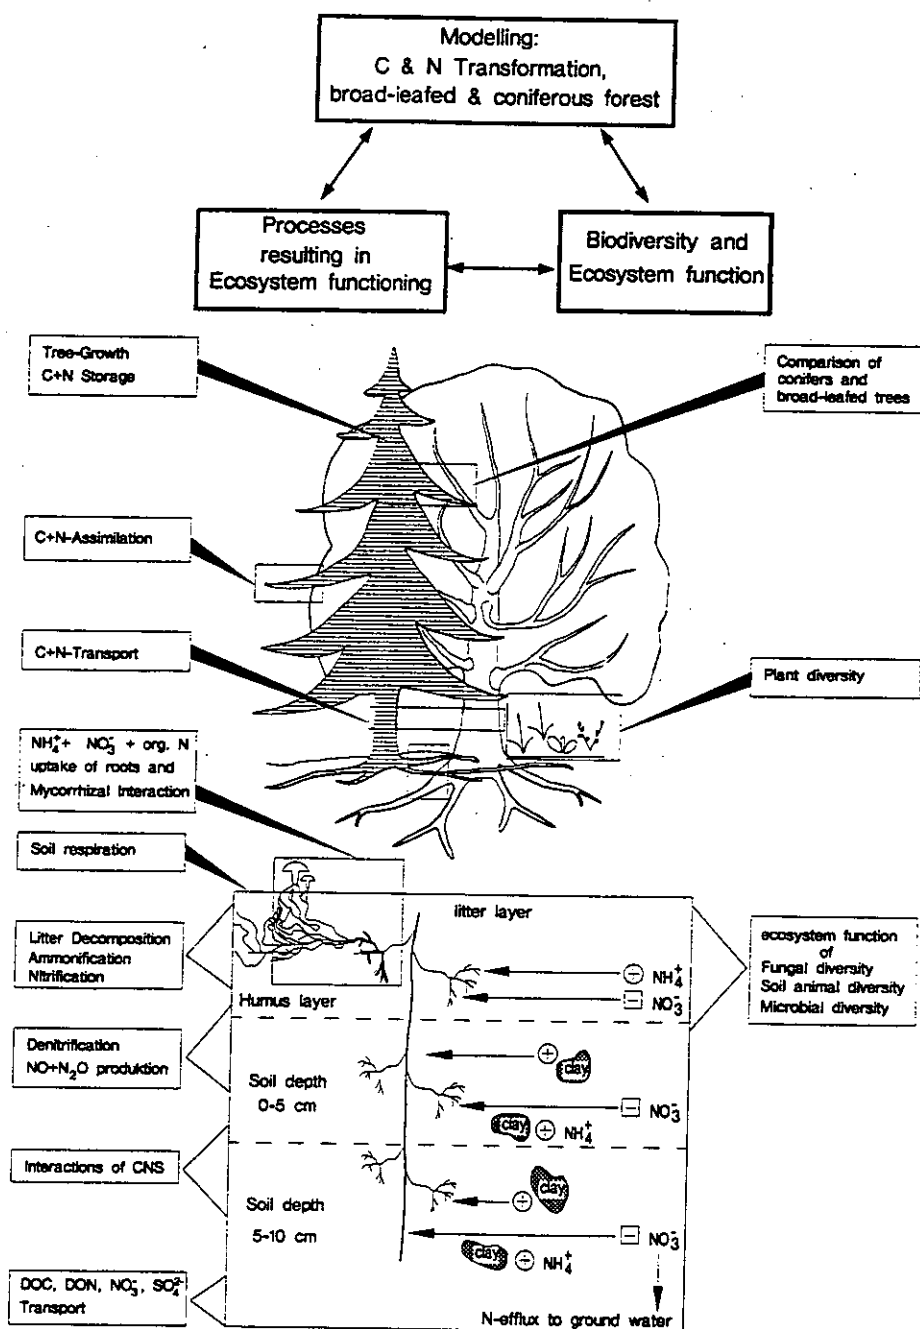 Modelling:
C & N Transformation,
broad-leafed & coniferous forest
Processes
resulting in
Ecosystem functioning
Biodiversity and
Ecosystem function
Tree-Growth
C+N Storage
Comparison of
conifers and
broad-leafed trees
C+N-Assimilation
C+N-Transport
Plant diversity
NH₄⁺+ NO₃⁻ + org. N
uptake of roots and
Mycorrhizal Interaction
Soil respiration
litter layer
Litter Decomposition
Ammonification
Nitrification
ecosystem function
of
Fungal diversity
Soil animal diversity
Microbial diversity
+ NH₄⁺
- NO₃⁻
Humus layer
Denitrification
NO+N₂O produktion
Soil depth
0-5 cm
+ clay
- NO₃⁻
clay + NH₄⁺
Interactions of CNS
Soil depth
5-10 cm
+ clay
- NO₃⁻
clay + NH₄⁺
DOC, DON, NO₃⁻, SO₄²⁻
Transport
N-efflux to ground water